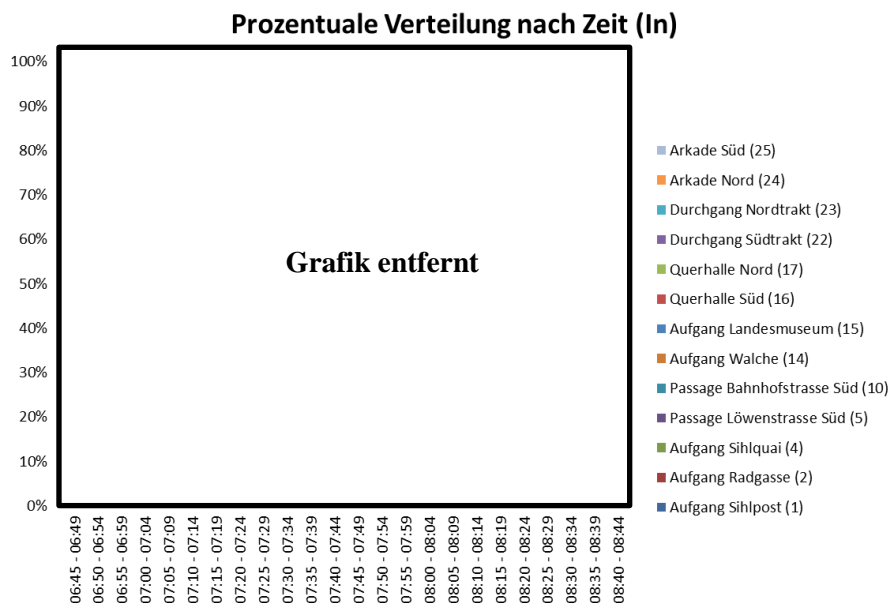 Prozentuale Verteilung nach Zeit (In)
100%
90%
80%
70%
60%
50%
40%
30%
20%
10%
0%
Grafik entfernt
Arkade Süd (25)
Arkade Nord (24)
Durchgang Nordtrakt (23)
Durchgang Südtrakt (22)
Querhalle Nord (17)
Querhalle Süd (16)
Aufgang Landesmuseum (15)
Aufgang Walche (14)
Passage Bahnhofstrasse Süd (10)
Passage Löwenstrasse Süd (5)
Aufgang Sihlquai (4)
Aufgang Radgasse (2)
Aufgang Sihlpost (1)
06:45 - 06:49
06:50 - 06:54
06:55 - 06:59
07:00 - 07:04
07:05 - 07:09
07:10 - 07:14
07:15 - 07:19
07:20 - 07:24
07:25 - 07:29
07:30 - 07:34
07:35 - 07:39
07:40 - 07:44
07:45 - 07:49
07:50 - 07:54
07:55 - 07:59
08:00 - 08:04
08:05 - 08:09
08:10 - 08:14
08:15 - 08:19
08:20 - 08:24
08:25 - 08:29
08:30 - 08:34
08:35 - 08:39
08:40 - 08:44